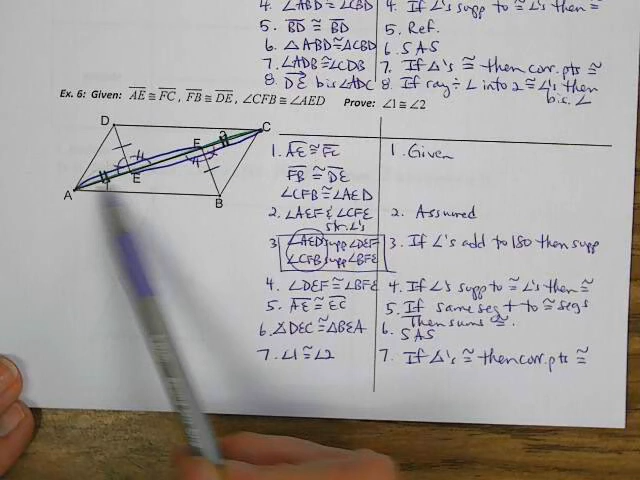 4. ∠ABD ≅ ∠CBD 4. If ∠'s supp to ≅ ∠'s then ≅
5. BD ≅ BD 5. Ref.
6. △ABD≅△CBD 6. SAS
7. ∠ADB≅∠CDB 7. If △'s ≅ then corr. pts ≅
8. DE bis∠ADC 8. If ray ÷ ∠ into 2 ≅ ∠'s then
bis. ∠
Ex. 6: Given: AE ≅ FC , FB ≅ DE , ∠CFB ≅ ∠AED Prove: ∠1 ≅ ∠2
D
C
F
2
E
A
1
B
1. AE ≅ FC 1. Given
FB ≅ DE
∠CFB ≅ ∠AED
2. ∠AEF & ∠CFE 2. Assumed
str. ∠'s
3. ∠AED supp ∠DEF 3. If ∠'s add to 180 then supp
∠CFB supp ∠BFE
4. ∠DEF ≅ ∠BFE 4. If ∠'s supp to ≅ ∠'s then ≅
5. AF ≅ EC 5. If same seg + to ≅ segs
Then sums ≅.
6. △DEC ≅ △BFA 6. SAS
7. ∠1 ≅ ∠2 7. If △'s ≅ then corr. pts ≅